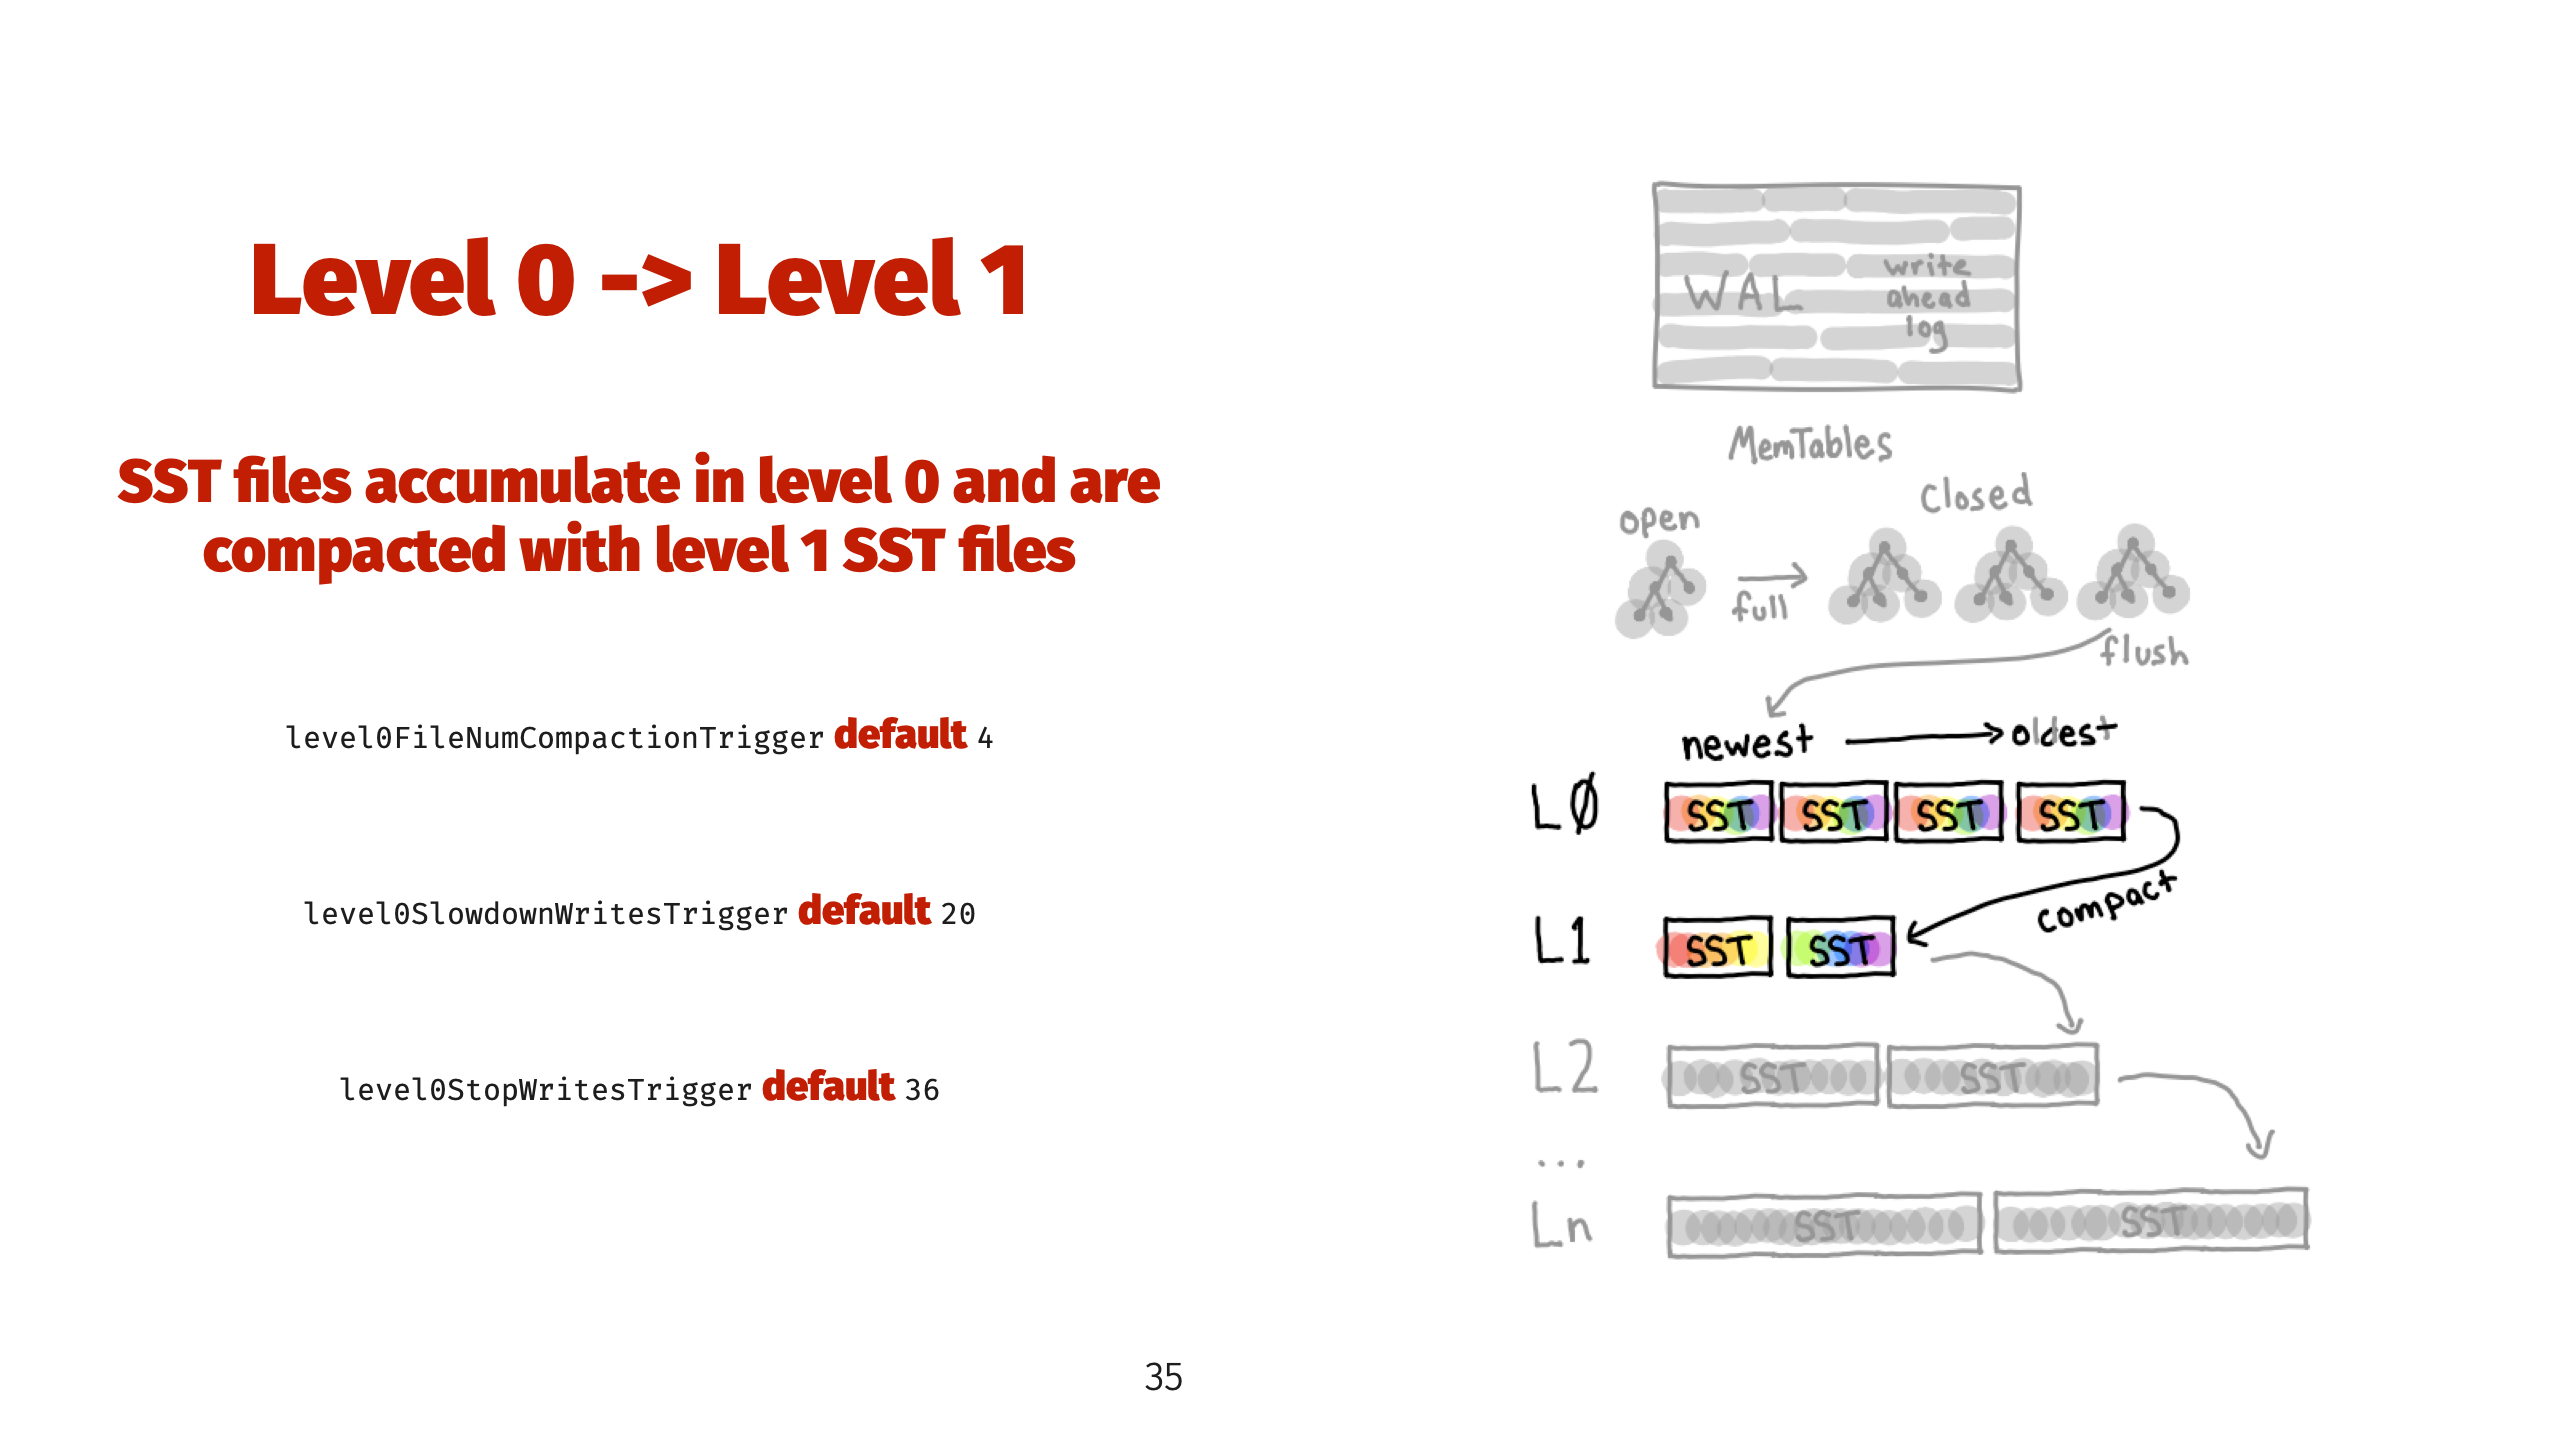 Level 0 -> Level 1
SST files accumulate in level 0 and are
compacted with level 1 SST files
level0FileNumCompactionTrigger default 4
level0SlowdownWritesTrigger default 20
level0StopWritesTrigger default 36
WAL
write
ahead
log
MemTables
open
Closed
full
flush
newest
oldest
LØ SST SST SST SST
compact
L1 SST SST
L2 SST SST
...
Ln SST SST
35